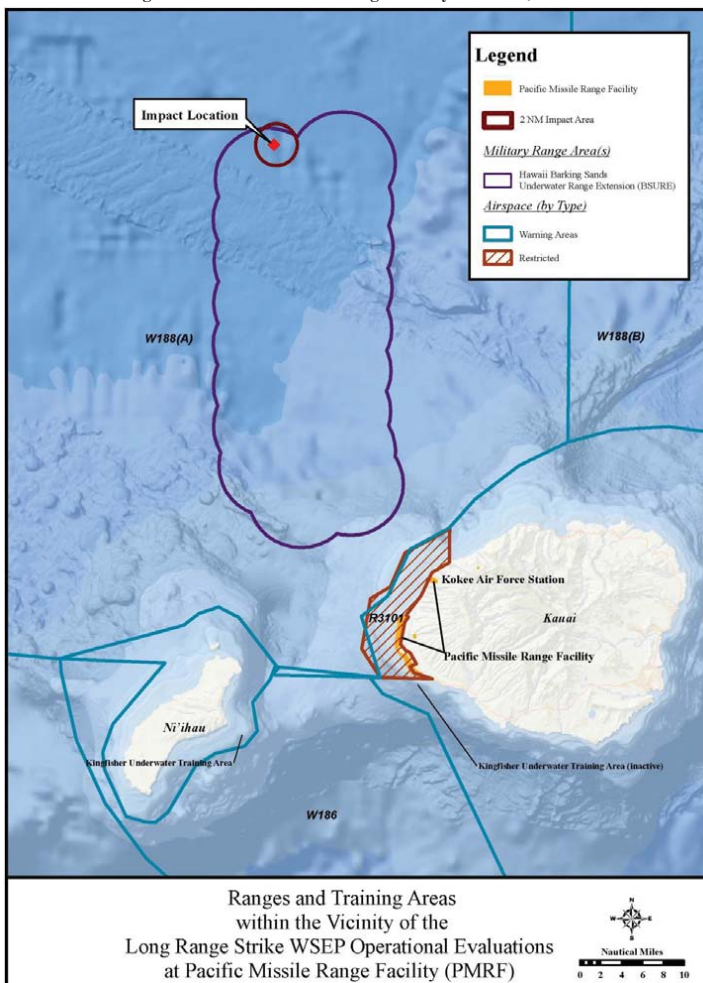 Legend
Pacific Missile Range Facility
2 NM Impact Area
Military Range Area(s)
Hawaii Barking Sands
Underwater Range Extension (BSURE)
Airspace (by Type)
Warning Areas
Restricted
Impact Location
W188(A)
W188(B)
Kokee Air Force Station
R3101
Kauai
Pacific Missile Range Facility
Ni'ihau
Kingfisher Underwater Training Area
Kingfisher Underwater Training Area (inactive)
W186
Ranges and Training Areas
within the Vicinity of the
Long Range Strike WSEP Operational Evaluations
at Pacific Missile Range Facility (PMRF)
N
W E
S
Nautical Miles
0 2 4 6 8 10